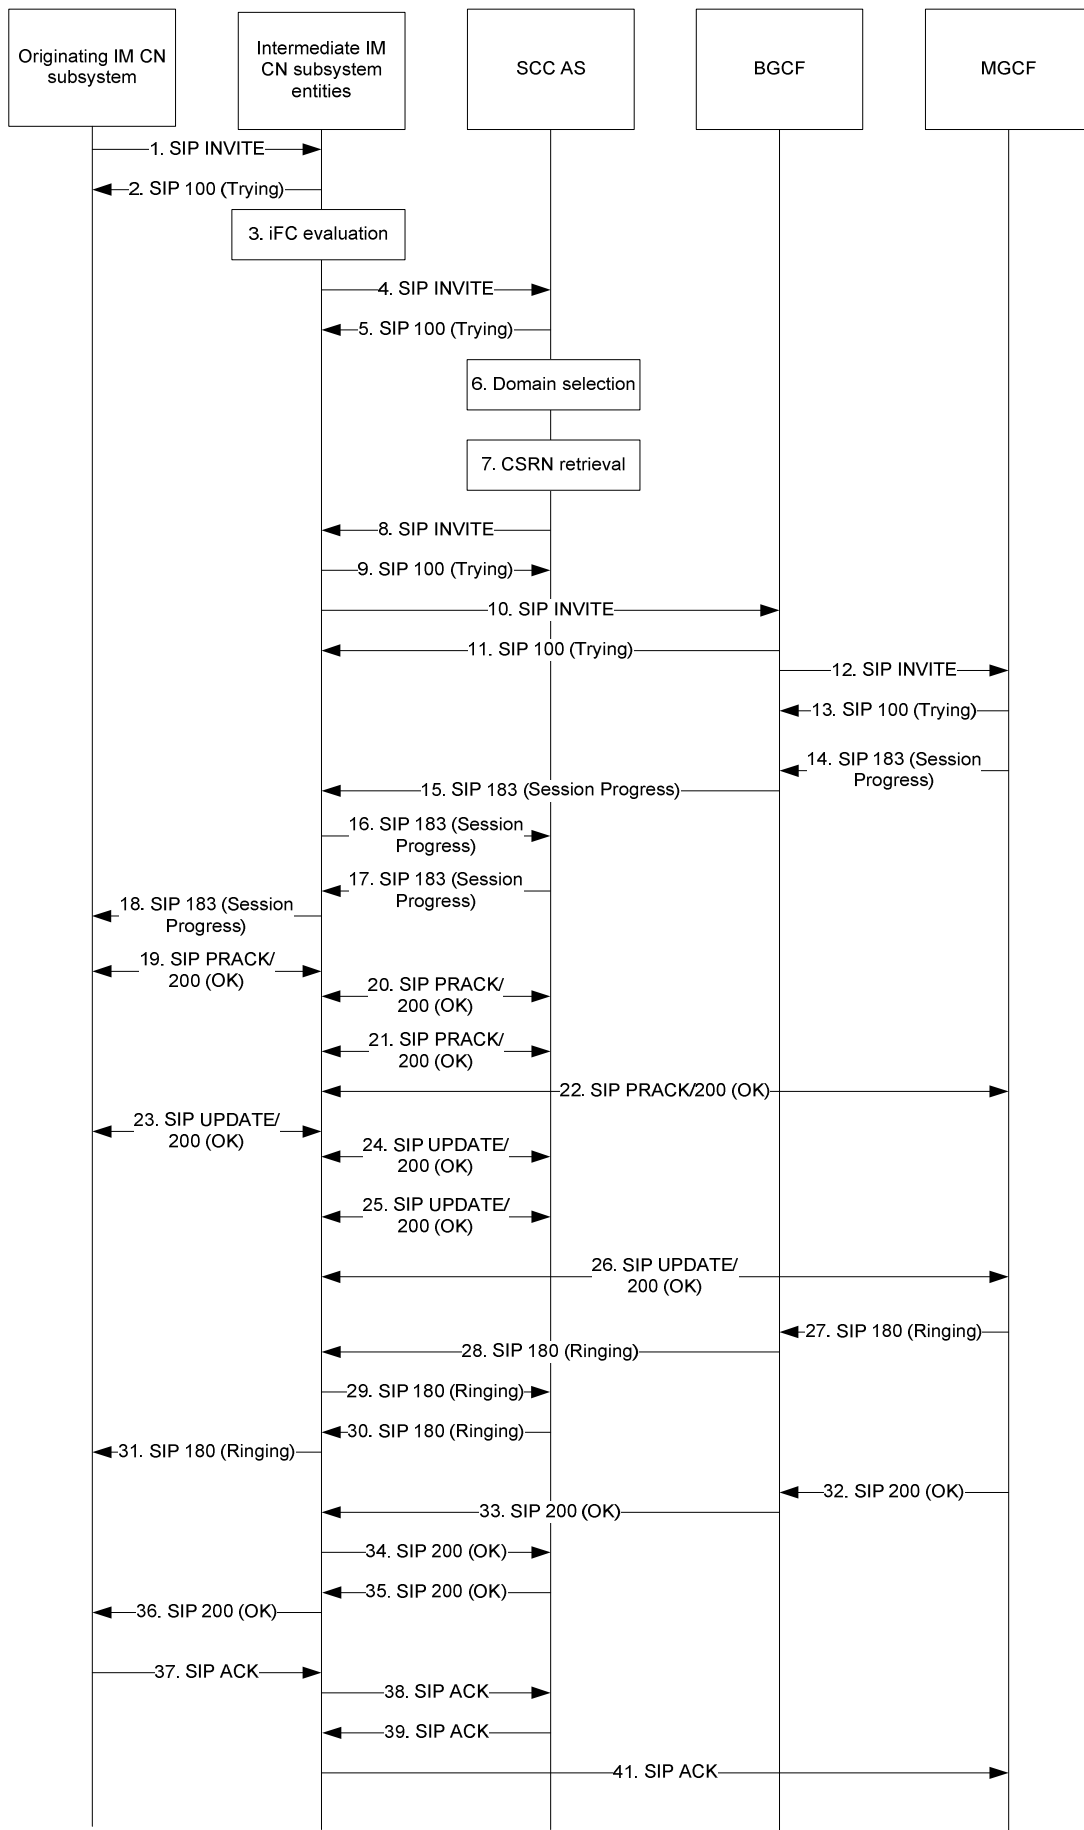 Originating IM CN
subsystem
Intermediate IM
CN subsystem
entities
SCC AS
BGCF
MGCF
1. SIP INVITE
2. SIP 100 (Trying)
3. iFC evaluation
4. SIP INVITE
5. SIP 100 (Trying)
6. Domain selection
7. CSRN retrieval
8. SIP INVITE
9. SIP 100 (Trying)
10. SIP INVITE
11. SIP 100 (Trying)
12. SIP INVITE
13. SIP 100 (Trying)
14. SIP 183 (Session
Progress)
15. SIP 183 (Session Progress)
16. SIP 183 (Session
Progress)
17. SIP 183 (Session
Progress)
18. SIP 183 (Session
Progress)
19. SIP PRACK/
200 (OK)
20. SIP PRACK/
200 (OK)
21. SIP PRACK/
200 (OK)
22. SIP PRACK/200 (OK)
23. SIP UPDATE/
200 (OK)
24. SIP UPDATE/
200 (OK)
25. SIP UPDATE/
200 (OK)
26. SIP UPDATE/
200 (OK)
27. SIP 180 (Ringing)
28. SIP 180 (Ringing)
29. SIP 180 (Ringing)
30. SIP 180 (Ringing)
31. SIP 180 (Ringing)
32. SIP 200 (OK)
33. SIP 200 (OK)
34. SIP 200 (OK)
35. SIP 200 (OK)
36. SIP 200 (OK)
37. SIP ACK
38. SIP ACK
39. SIP ACK
41. SIP ACK